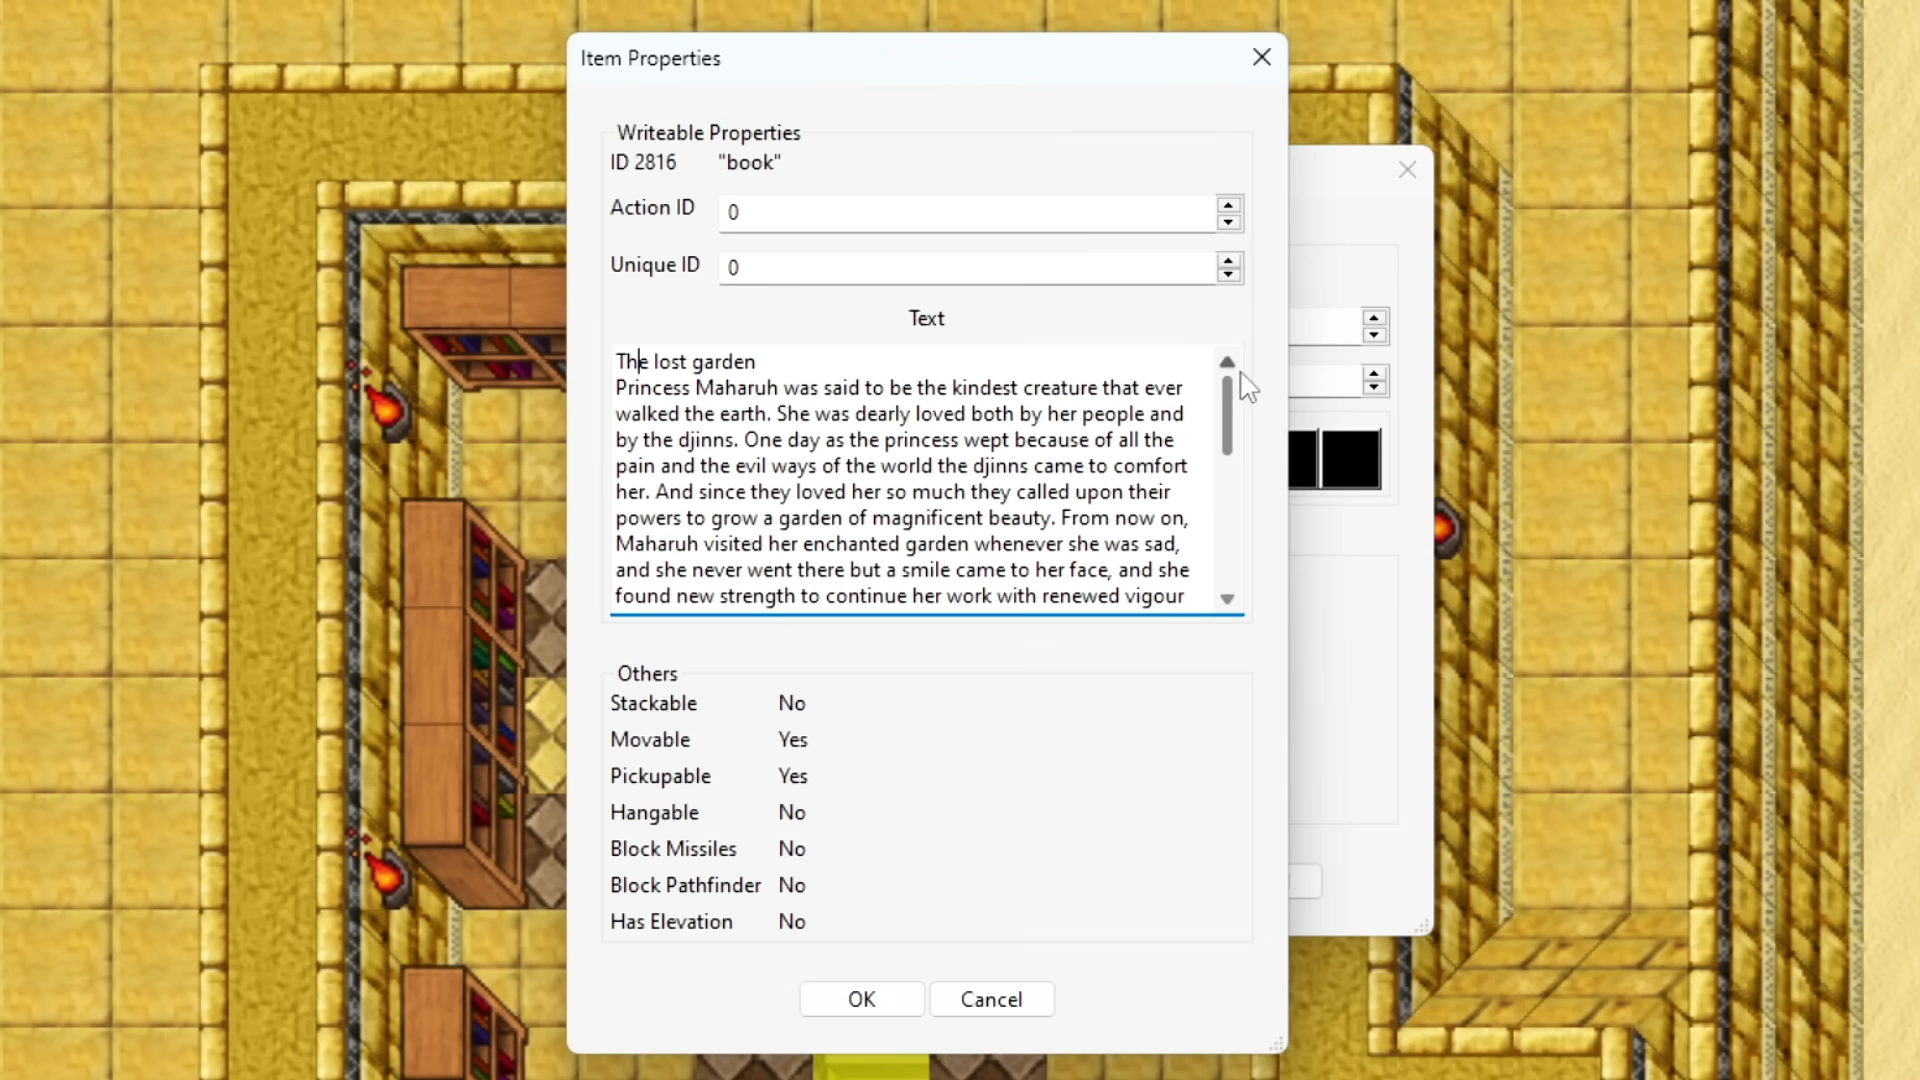 Item Properties
Writeable Properties
ID 2816 "book"
Action ID 0
Unique ID 0
Text
The lost garden
Princess Maharuh was said to be the kindest creature that ever
walked the earth. She was dearly loved both by her people and
by the djinns. One day as the princess wept because of all the
pain and the evil ways of the world the djinns came to comfort
her. And since they loved her so much they called upon their
powers to grow a garden of magnificent beauty. From now on,
Maharuh visited her enchanted garden whenever she was sad,
and she never went there but a smile came to her face, and she
found new strength to continue her work with renewed vigour
Others
Stackable No
Movable Yes
Pickupable Yes
Hangable No
Block Missiles No
Block Pathfinder No
Has Elevation No
OK Cancel